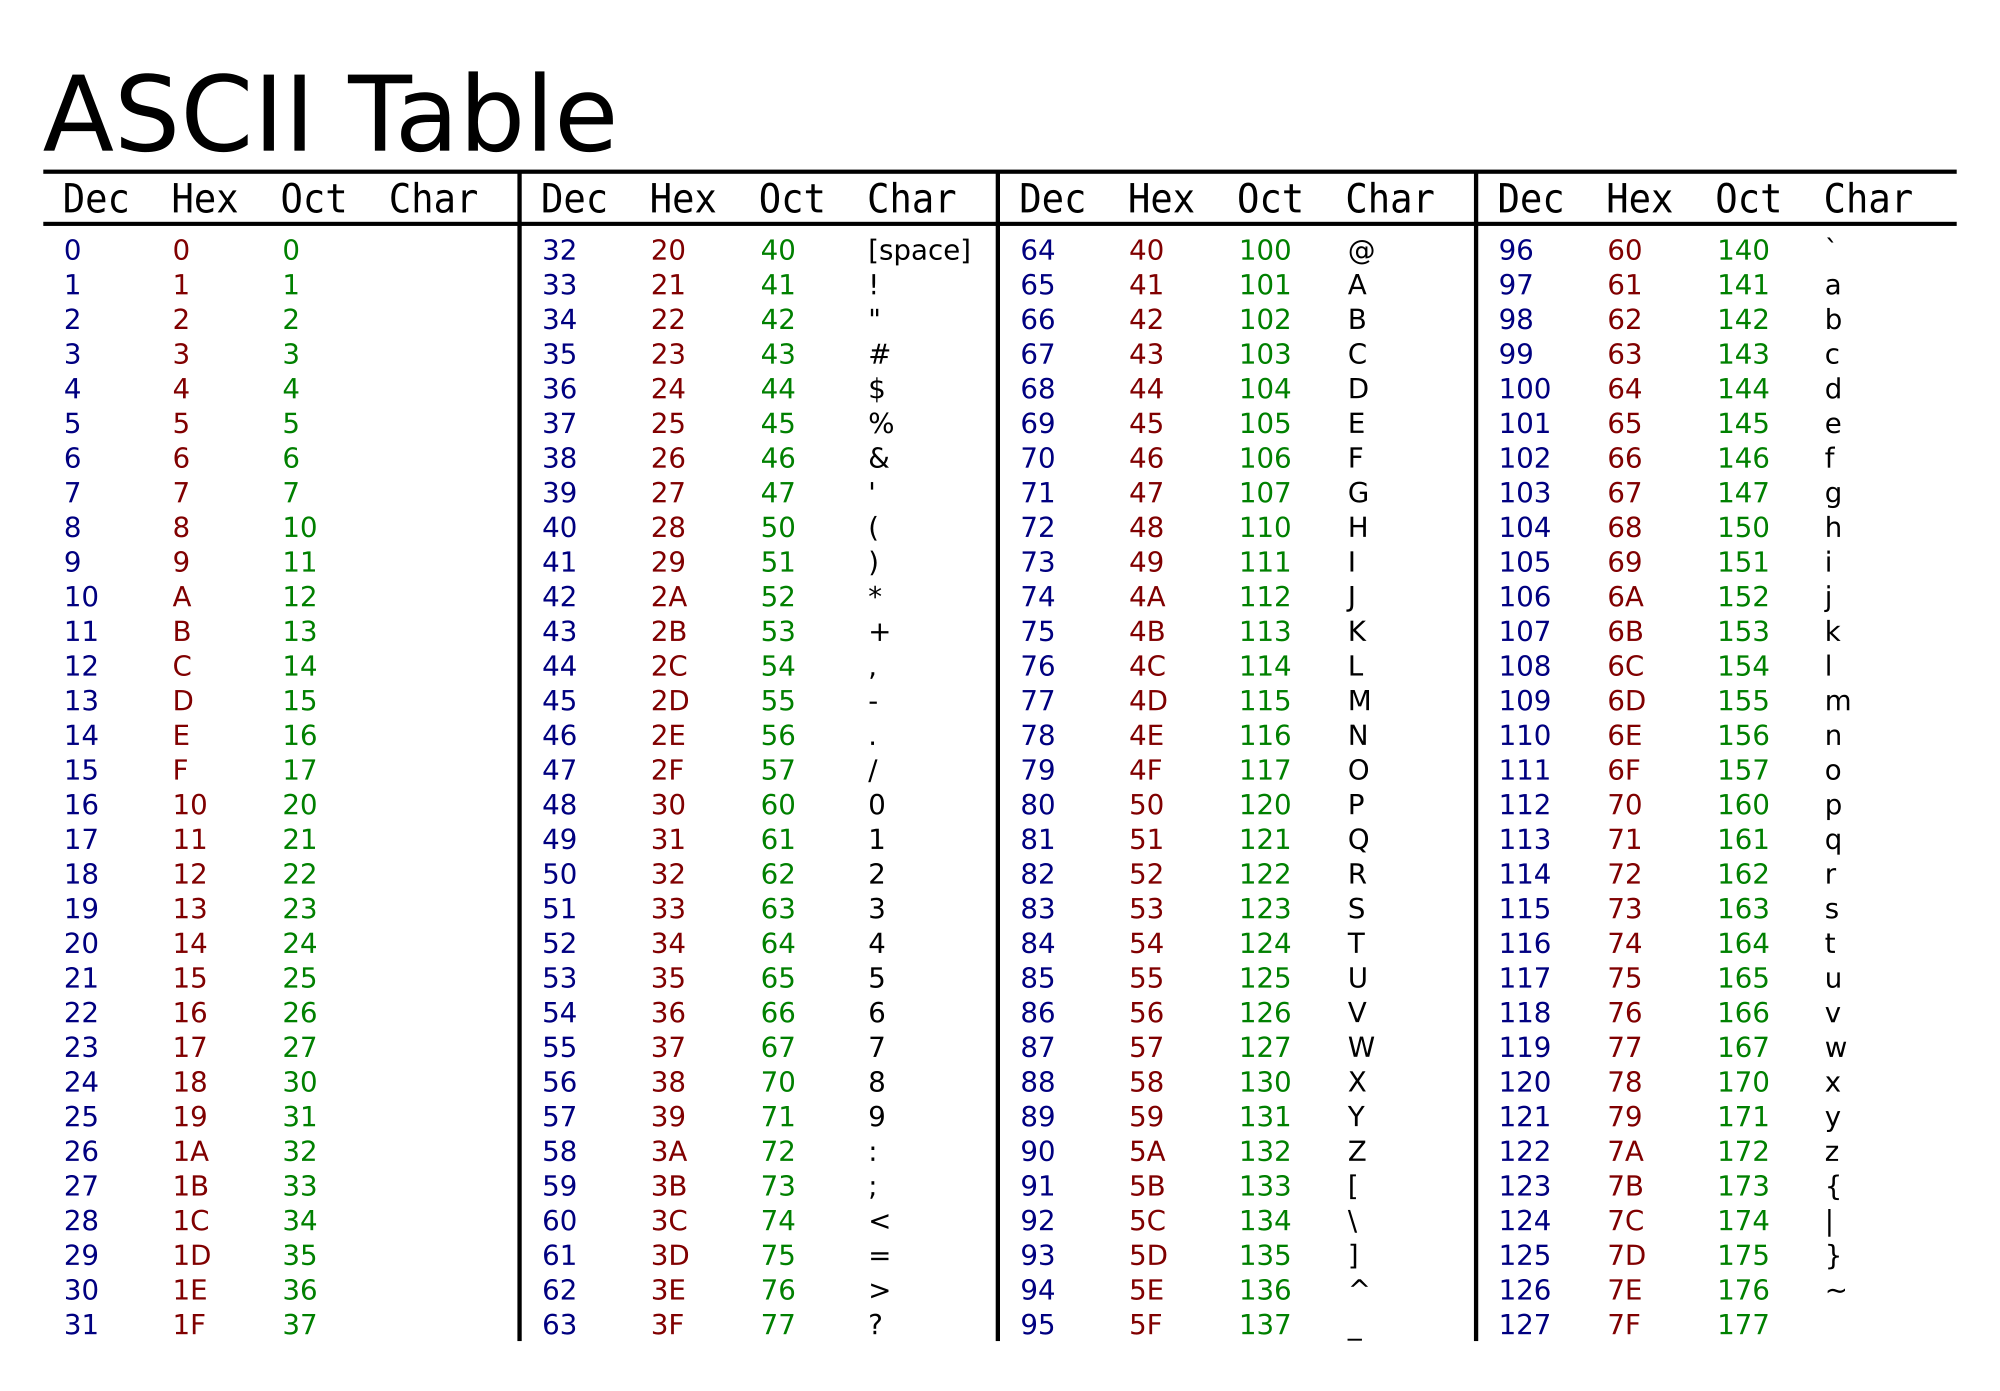 ASCII Table
Dec Hex Oct Char Dec Hex Oct Char Dec Hex Oct Char Dec Hex Oct Char
0 0 0 32 20 40 [space] 64 40 100 @ 96 60 140 `
1 1 1 33 21 41 ! 65 41 101 A 97 61 141 a
2 2 2 34 22 42 " 66 42 102 B 98 62 142 b
3 3 3 35 23 43 # 67 43 103 C 99 63 143 c
4 4 4 36 24 44 $ 68 44 104 D 100 64 144 d
5 5 5 37 25 45 % 69 45 105 E 101 65 145 e
6 6 6 38 26 46 & 70 46 106 F 102 66 146 f
7 7 7 39 27 47 ' 71 47 107 G 103 67 147 g
8 8 10 40 28 50 ( 72 48 110 H 104 68 150 h
9 9 11 41 29 51 ) 73 49 111 I 105 69 151 i
10 A 12 42 2A 52 * 74 4A 112 J 106 6A 152 j
11 B 13 43 2B 53 + 75 4B 113 K 107 6B 153 k
12 C 14 44 2C 54 , 76 4C 114 L 108 6C 154 l
13 D 15 45 2D 55 - 77 4D 115 M 109 6D 155 m
14 E 16 46 2E 56 . 78 4E 116 N 110 6E 156 n
15 F 17 47 2F 57 / 79 4F 117 O 111 6F 157 o
16 10 20 48 30 60 0 80 50 120 P 112 70 160 p
17 11 21 49 31 61 1 81 51 121 Q 113 71 161 q
18 12 22 50 32 62 2 82 52 122 R 114 72 162 r
19 13 23 51 33 63 3 83 53 123 S 115 73 163 s
20 14 24 52 34 64 4 84 54 124 T 116 74 164 t
21 15 25 53 35 65 5 85 55 125 U 117 75 165 u
22 16 26 54 36 66 6 86 56 126 V 118 76 166 v
23 17 27 55 37 67 7 87 57 127 W 119 77 167 w
24 18 30 56 38 70 8 88 58 130 X 120 78 170 x
25 19 31 57 39 71 9 89 59 131 Y 121 79 171 y
26 1A 32 58 3A 72 : 90 5A 132 Z 122 7A 172 z
27 1B 33 59 3B 73 ; 91 5B 133 [ 123 7B 173 {
28 1C 34 60 3C 74 < 92 5C 134 \ 124 7C 174 |
29 1D 35 61 3D 75 = 93 5D 135 ] 125 7D 175 }
30 1E 36 62 3E 76 > 94 5E 136 ^ 126 7E 176 ~
31 1F 37 63 3F 77 ? 95 5F 137 _ 127 7F 177